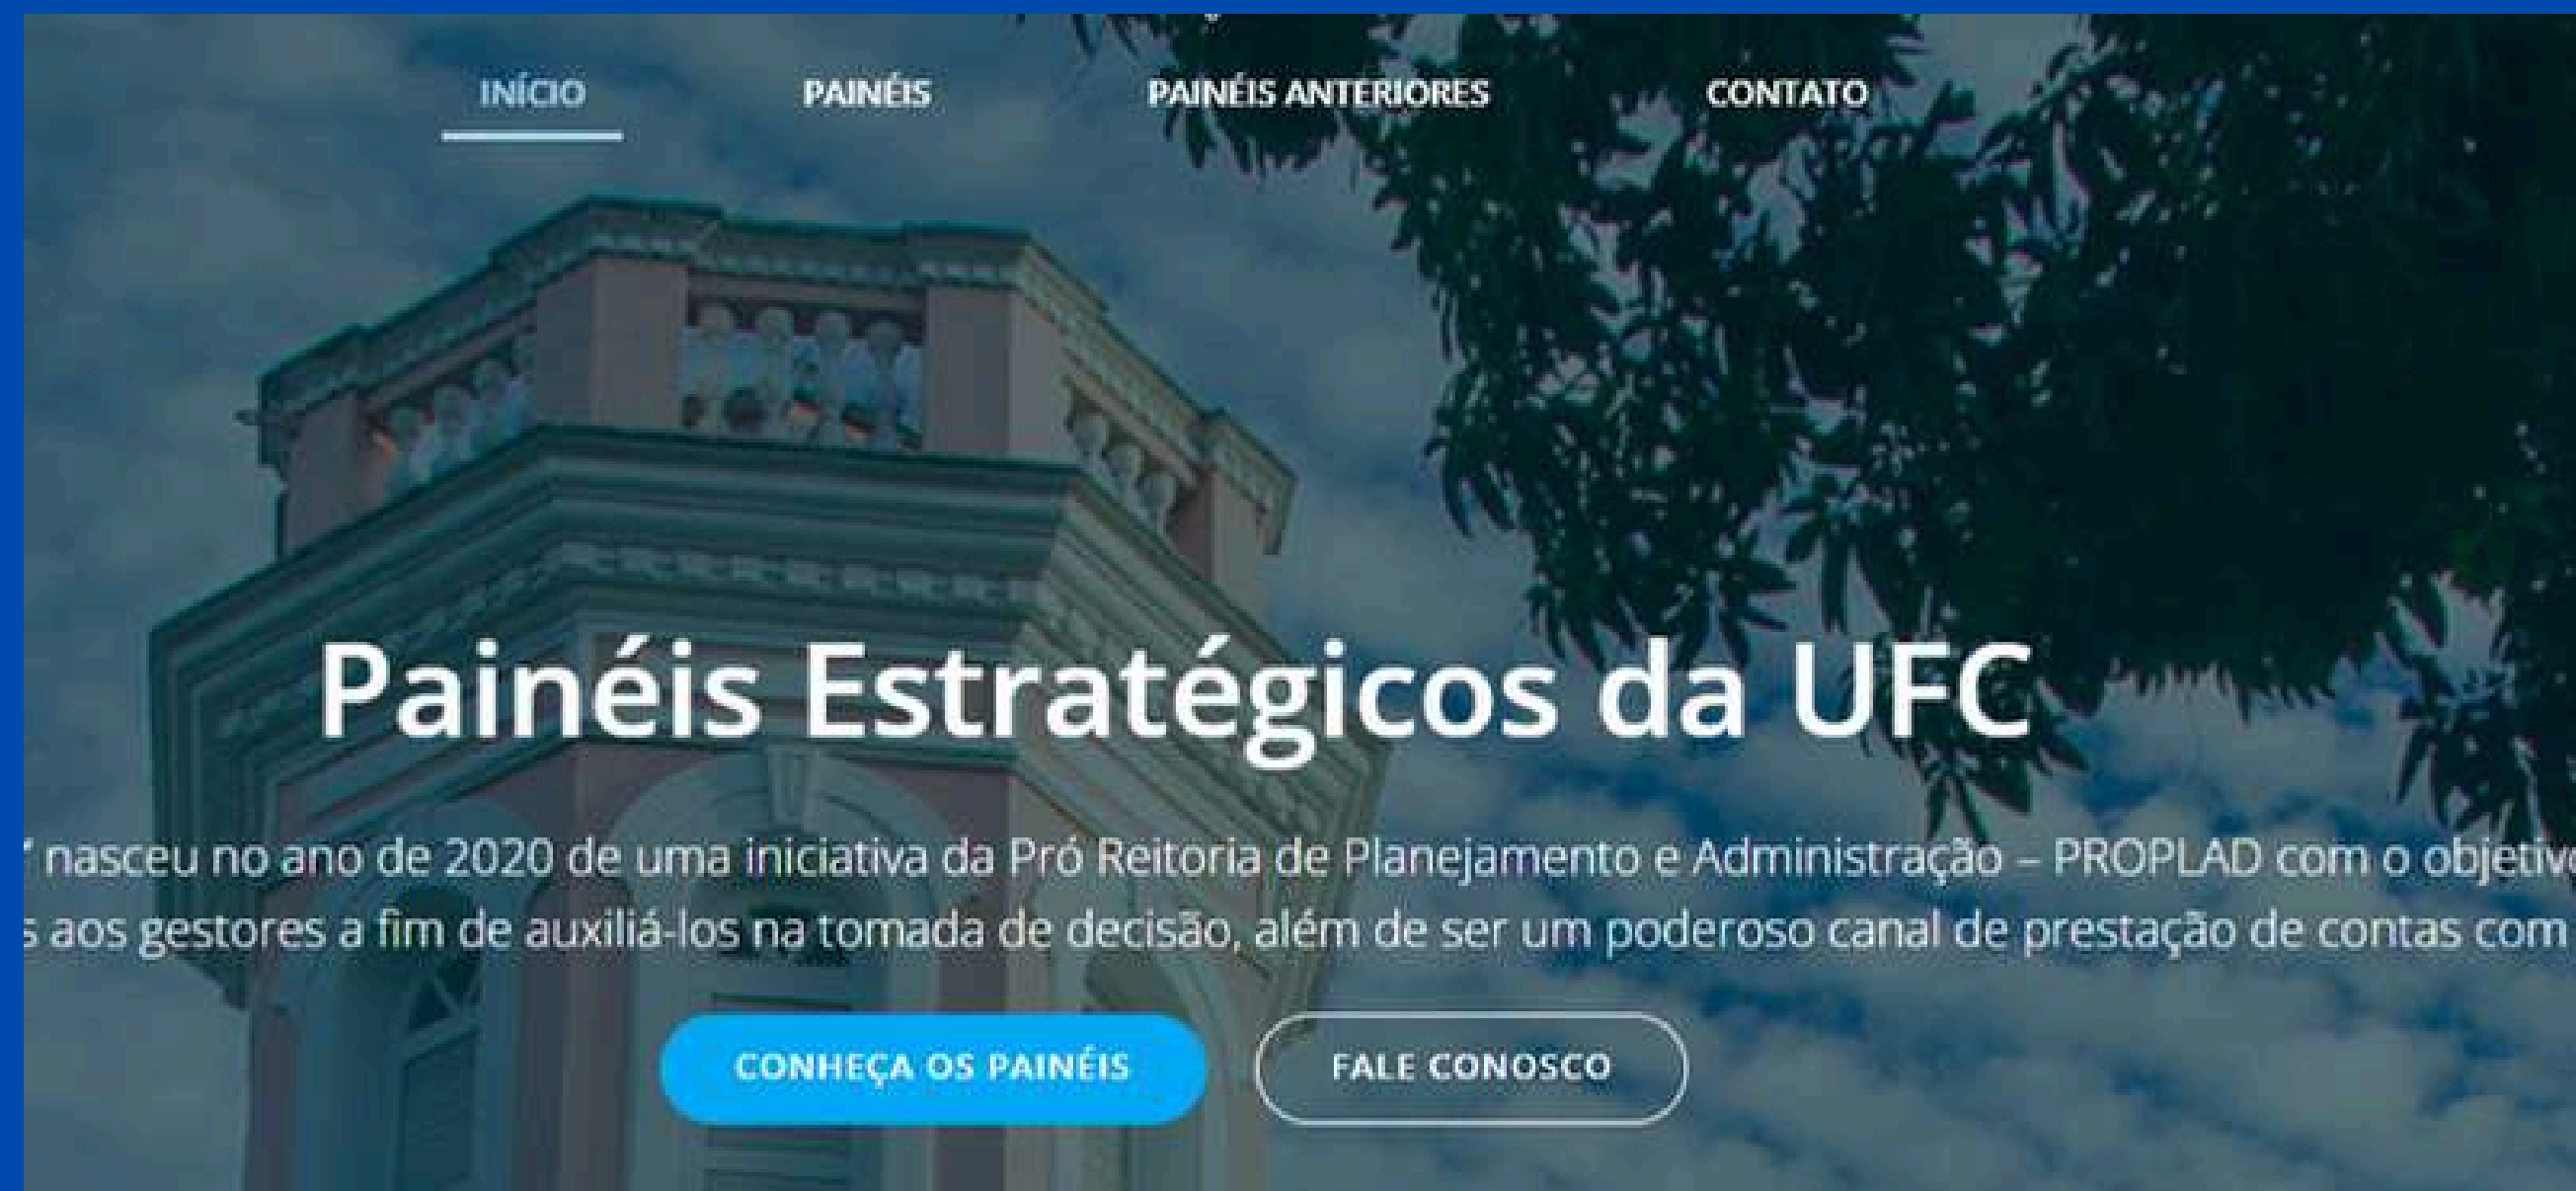 INÍCIO PAINÉIS PAINÉIS ANTERIORES CONTATO
Painéis Estratégicos da UFC
nasceu no ano de 2020 de uma iniciativa da Pró Reitoria de Planejamento e Administração – PROPLAD com o objetivo
s aos gestores a fim de auxiliá-los na tomada de decisão, além de ser um poderoso canal de prestação de contas com
CONHEÇA OS PAINÉIS FALE CONOSCO